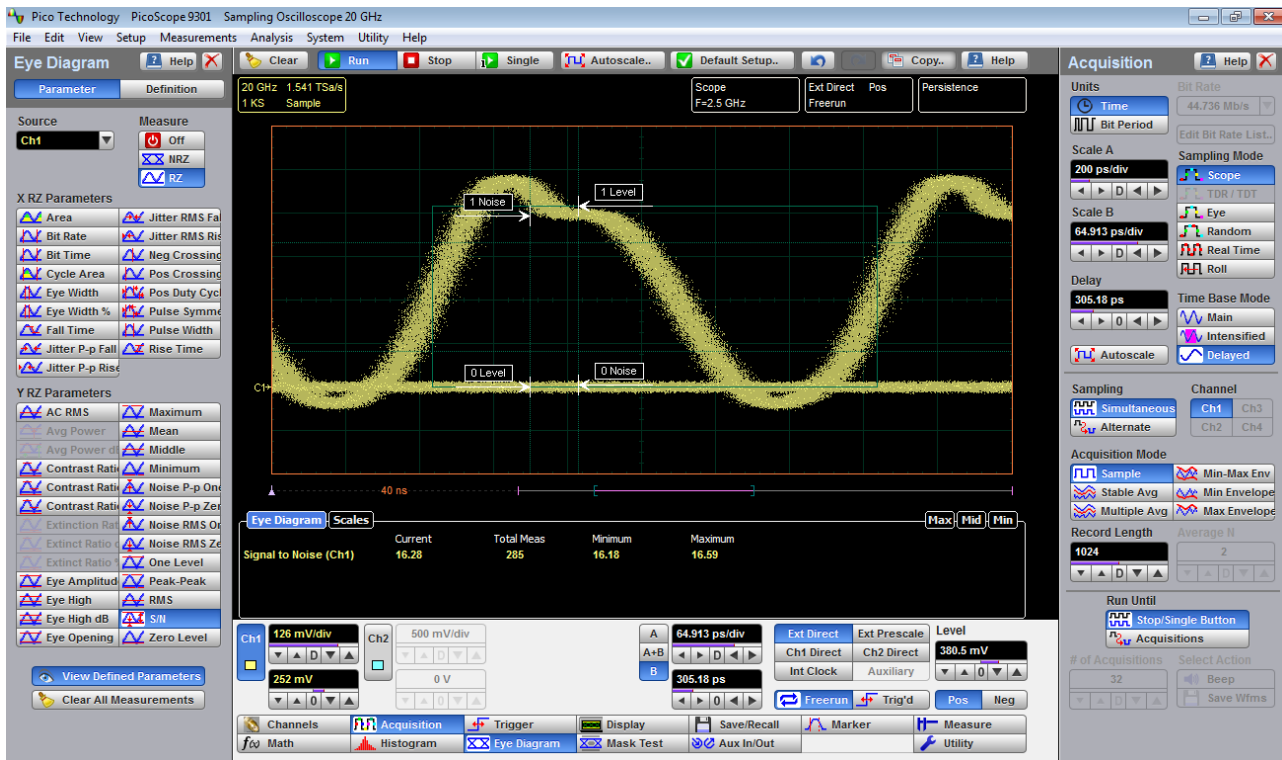 Pico Technology PicoScope 9301 Sampling Oscilloscope 20 GHz
File Edit View Setup Measurements Analysis System Utility Help
Eye Diagram ? Help
Parameter Definition
Source
Ch1
Measure
Off
NRZ
RZ
X RZ Parameters
Area Jitter RMS Fal
Bit Rate Jitter RMS Ris
Bit Time Neg Crossing
Cycle Area Pos Crossing
Eye Width Pos Duty Cycl
Eye Width % Pulse Symme
Fall Time Pulse Width
Jitter P-p Fall Rise Time
Jitter P-p Rise
Y RZ Parameters
AC RMS Maximum
Avg Power Mean
Avg Power dB Middle
Contrast Ratio Minimum
Contrast Ratio Noise P-p One
Contrast Ratio Noise P-p Zer
Extinction Rat Noise RMS On
Extinct Ratio d Noise RMS Ze
Extinct Ratio % One Level
Eye Amplitud Peak-Peak
Eye High RMS
Eye High dB S/N
Eye Opening Zero Level
View Defined Parameters
Clear All Measurements
Clear Run Stop Single Autoscale.. Default Setup.. Copy.. ? Help
20 GHz 1.541 TSa/s
1 KS Sample
Scope
F=2.5 GHz
Ext Direct Pos
Freerun
Persistence
1 Level
1 Noise
0 Level
0 Noise
C1
40 ns
Eye Diagram Scales Max Mid Min
Current Total Meas Minimum Maximum
Signal to Noise (Ch1) 16.28 285 16.18 16.59
Ch1
126 mV/div
D
252 mV
0
Ch2
500 mV/div
D
0 V
0
A
A+B
B
64.913 ps/div
D
305.18 ps
0
Ext Direct Ext Prescale
Ch1 Direct Ch2 Direct
Int Clock Auxiliary
Freerun Trig'd
Level
380.5 mV
0
Pos Neg
Channels Acquisition Trigger Display Save/Recall Marker Measure
f(x) Math Histogram Eye Diagram Mask Test Aux In/Out Utility
Acquisition ? Help
Units
Time
Bit Period
Bit Rate
44.736 Mb/s
Edit Bit Rate List..
Scale A
200 ps/div
D
Scale B
64.913 ps/div
D
Delay
305.18 ps
0
Autoscale
Sampling Mode
Scope
TDR / TDT
Eye
Random
Real Time
Roll
Time Base Mode
Main
Intensified
Delayed
Sampling
Simultaneous
Alternate
Channel
Ch1 Ch3
Ch2 Ch4
Acquisition Mode
Sample Min-Max Env
Stable Avg Min Envelope
Multiple Avg Max Envelope
Record Length
1024
D
Average N
2
D
Run Until
Stop/Single Button
Acquisitions
# of Acquisitions
32
D
Select Action
Beep
Save Wfms